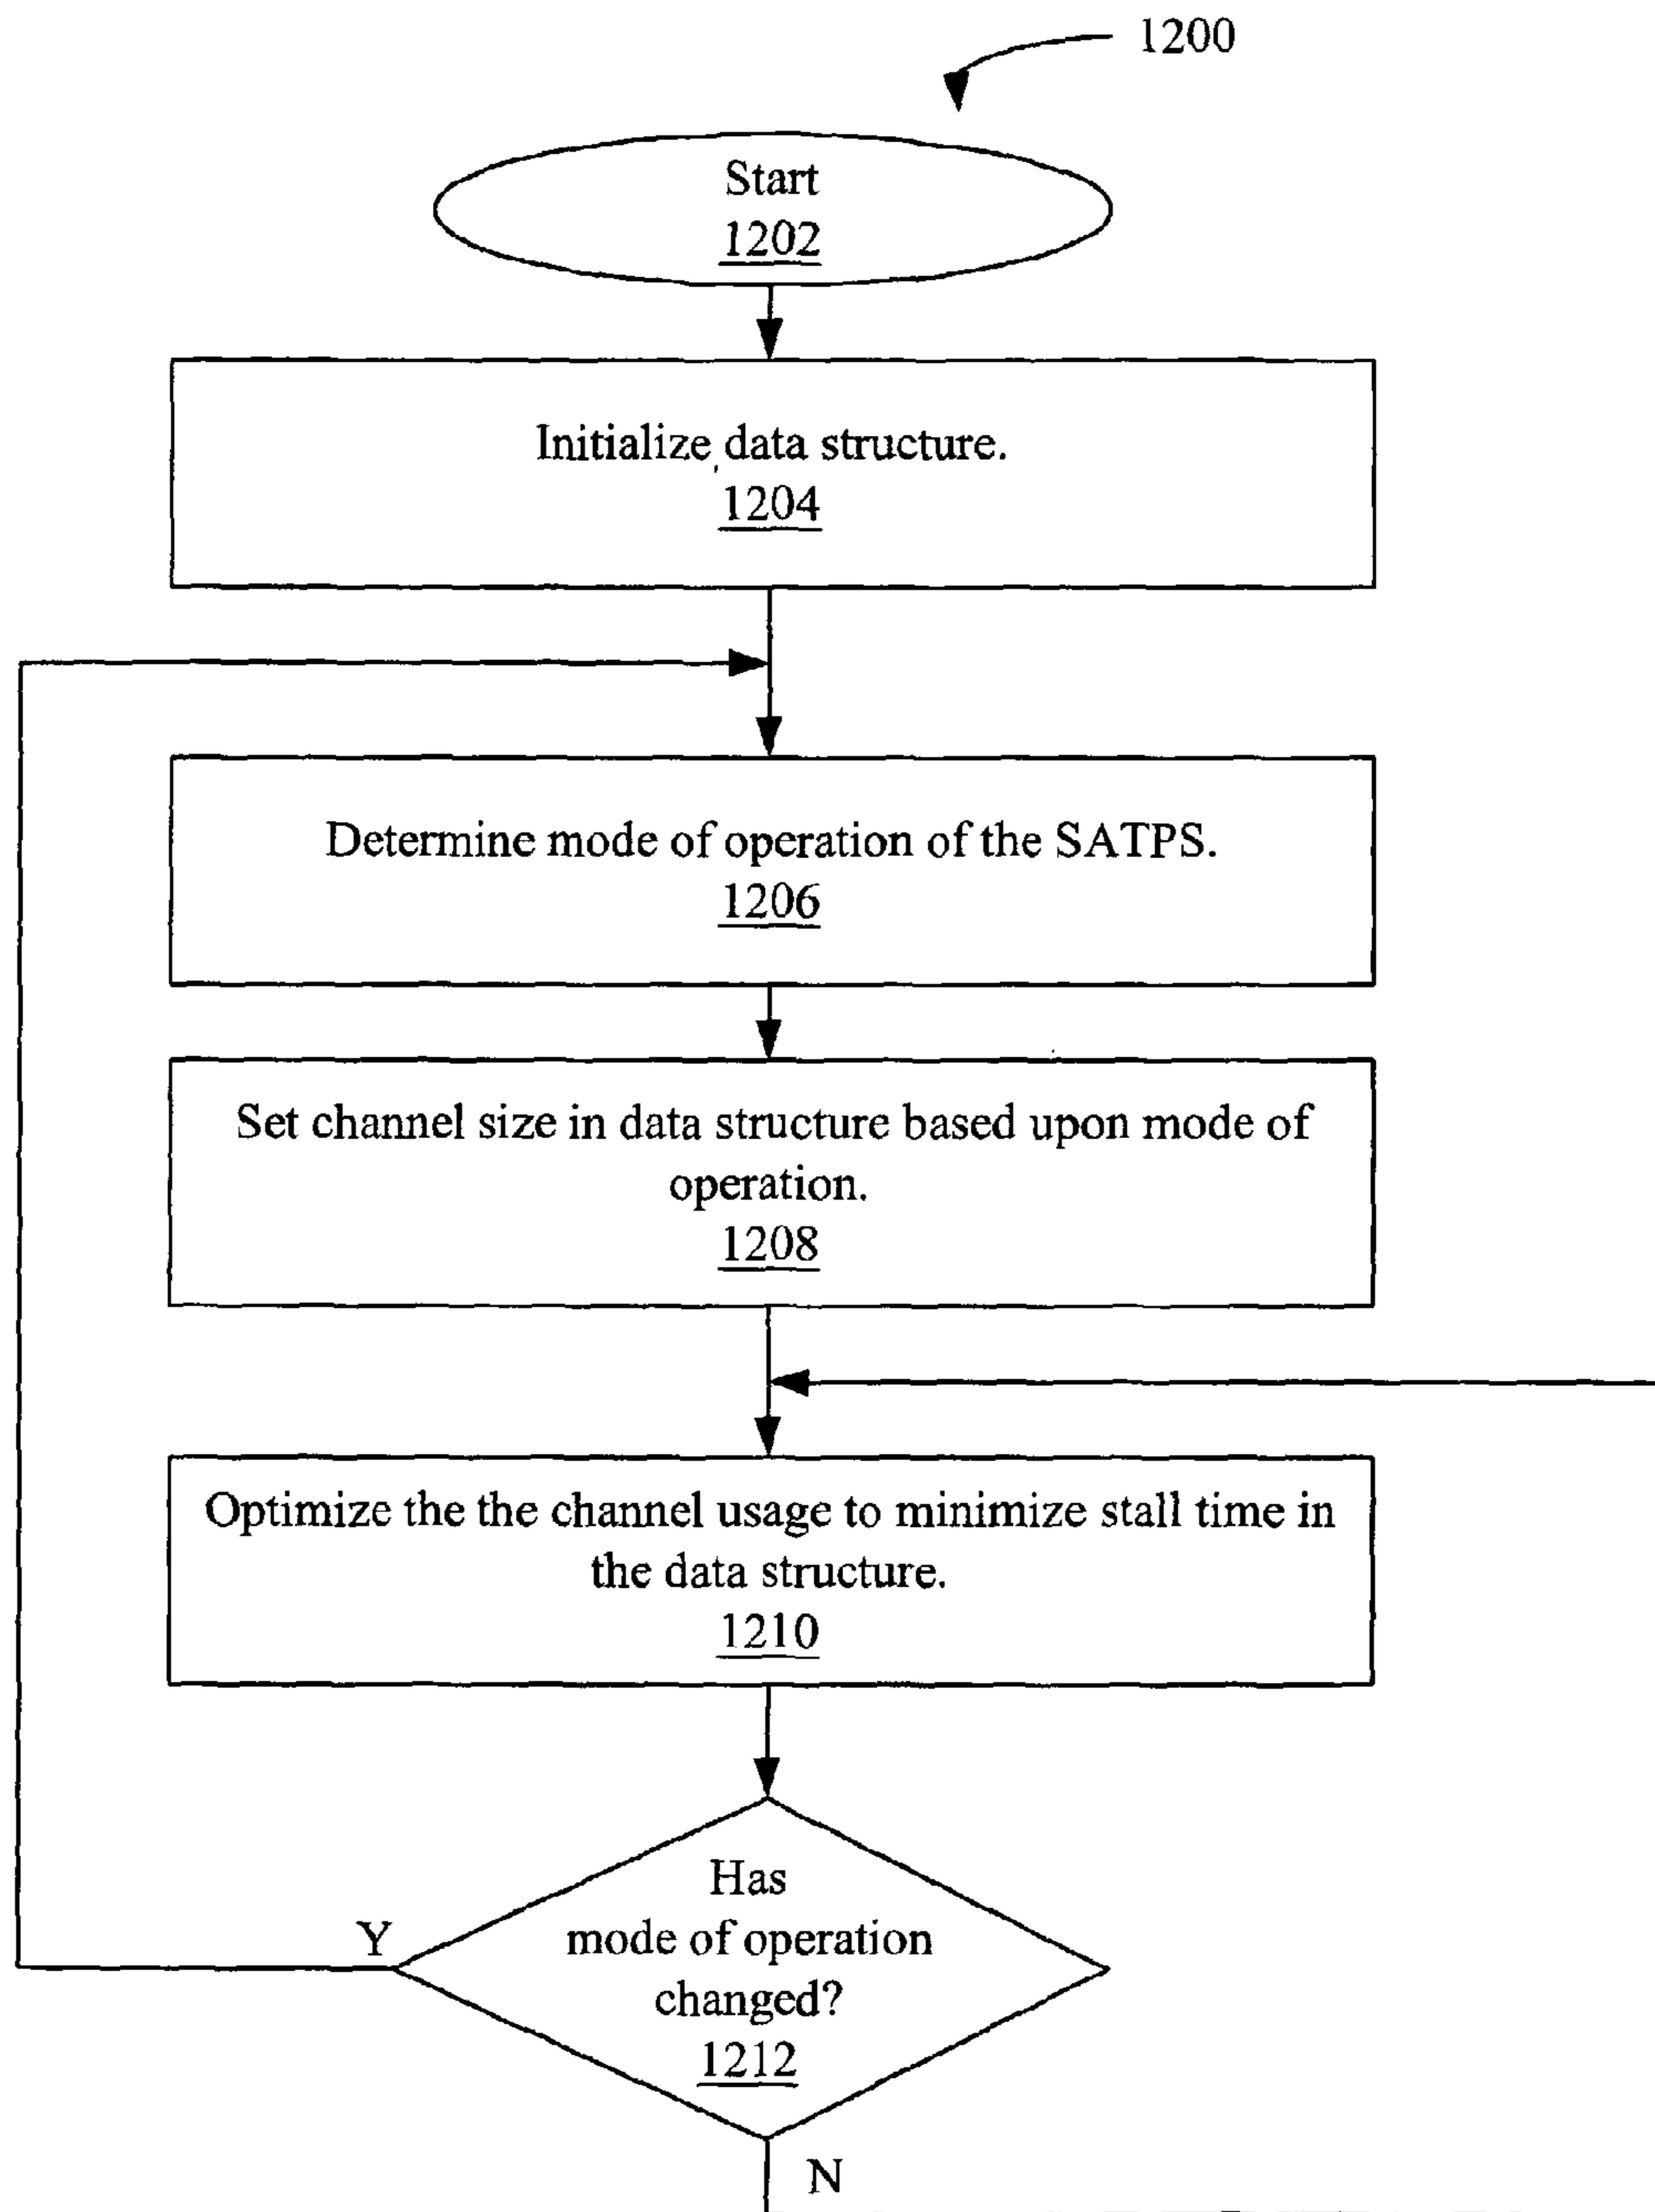 1200
Start
1202
Initialize data structure.
1204
Determine mode of operation of the SATPS.
1206
Set channel size in data structure based upon mode of
operation.
1208
Optimize the the channel usage to minimize stall time in
the data structure.
1210
Has
mode of operation
changed?
1212
Y
N